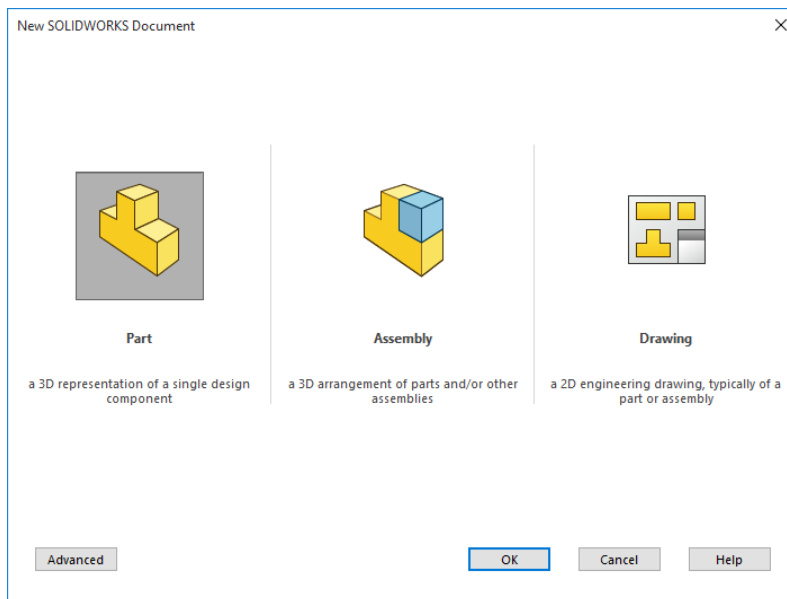 New SOLIDWORKS Document
Part
a 3D representation of a single design
component
Assembly
a 3D arrangement of parts and/or other
assemblies
Drawing
a 2D engineering drawing, typically of a
part or assembly
Advanced
OK
Cancel
Help